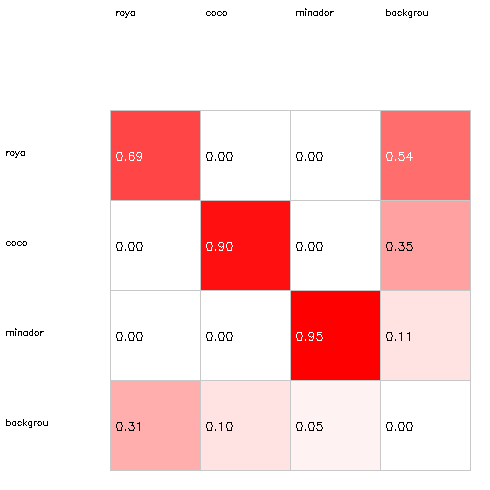 roya coco minador backgrou
roya 0.69 0.00 0.00 0.54
coco 0.00 0.90 0.00 0.35
minador 0.00 0.00 0.95 0.11
backgrou 0.31 0.10 0.05 0.00